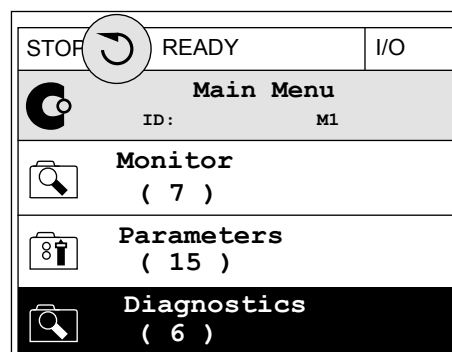 STOP READY I/O
Main Menu
ID: M1
Monitor
( 7 )
Parameters
( 15 )
Diagnostics
( 6 )